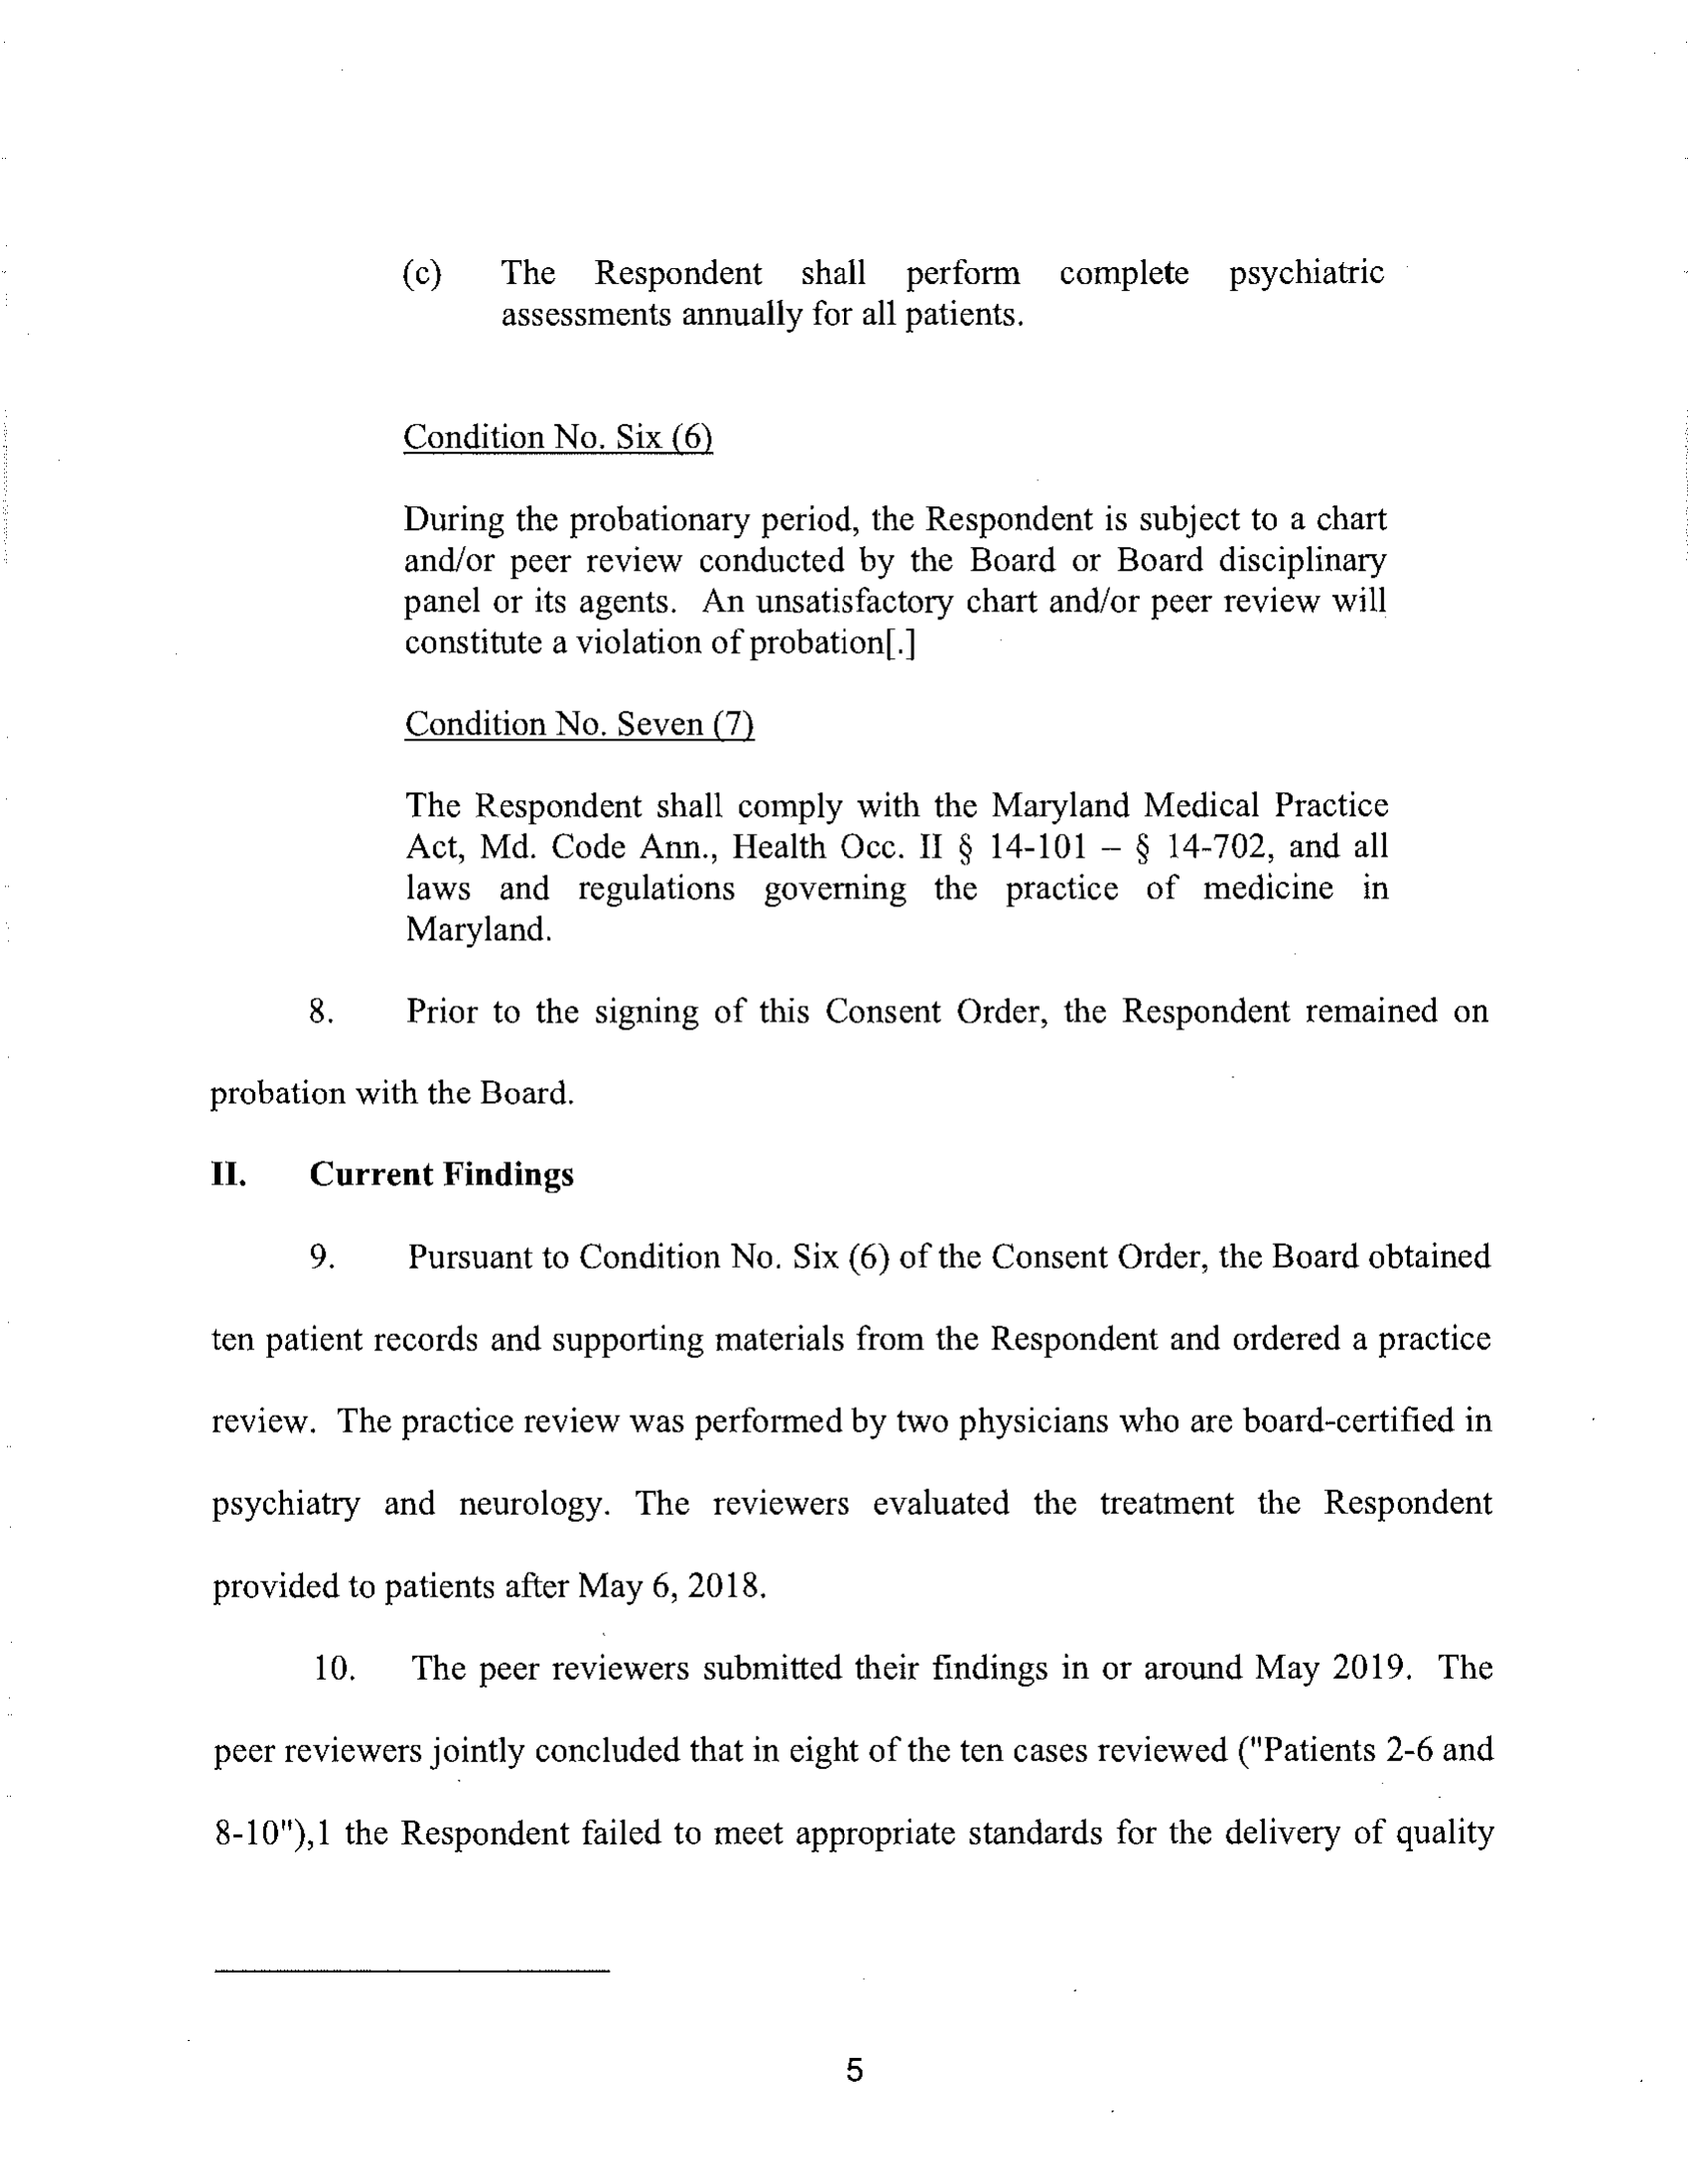 (c) The Respondent shall perform complete psychiatric
assessments annually for all patients.
Condition No. Six (6)
During the probationary period, the Respondent is subject to a chart
and/or peer review conducted by the Board or Board disciplinary
panel or its agents. An unsatisfactory chart and/or peer review will
constitute a violation of probation[.]
Condition No. Seven (7)
The Respondent shall comply with the Maryland Medical Practice
Act, Md. Code Ann., Health Occ. II § 14-101 – § 14-702, and all
laws and regulations governing the practice of medicine in
Maryland.
8. Prior to the signing of this Consent Order, the Respondent remained on
probation with the Board.
II. Current Findings
9. Pursuant to Condition No. Six (6) of the Consent Order, the Board obtained
ten patient records and supporting materials from the Respondent and ordered a practice
review. The practice review was performed by two physicians who are board-certified in
psychiatry and neurology. The reviewers evaluated the treatment the Respondent
provided to patients after May 6, 2018.
10. The peer reviewers submitted their findings in or around May 2019. The
peer reviewers jointly concluded that in eight of the ten cases reviewed ("Patients 2-6 and
8-10"),1 the Respondent failed to meet appropriate standards for the delivery of quality
5